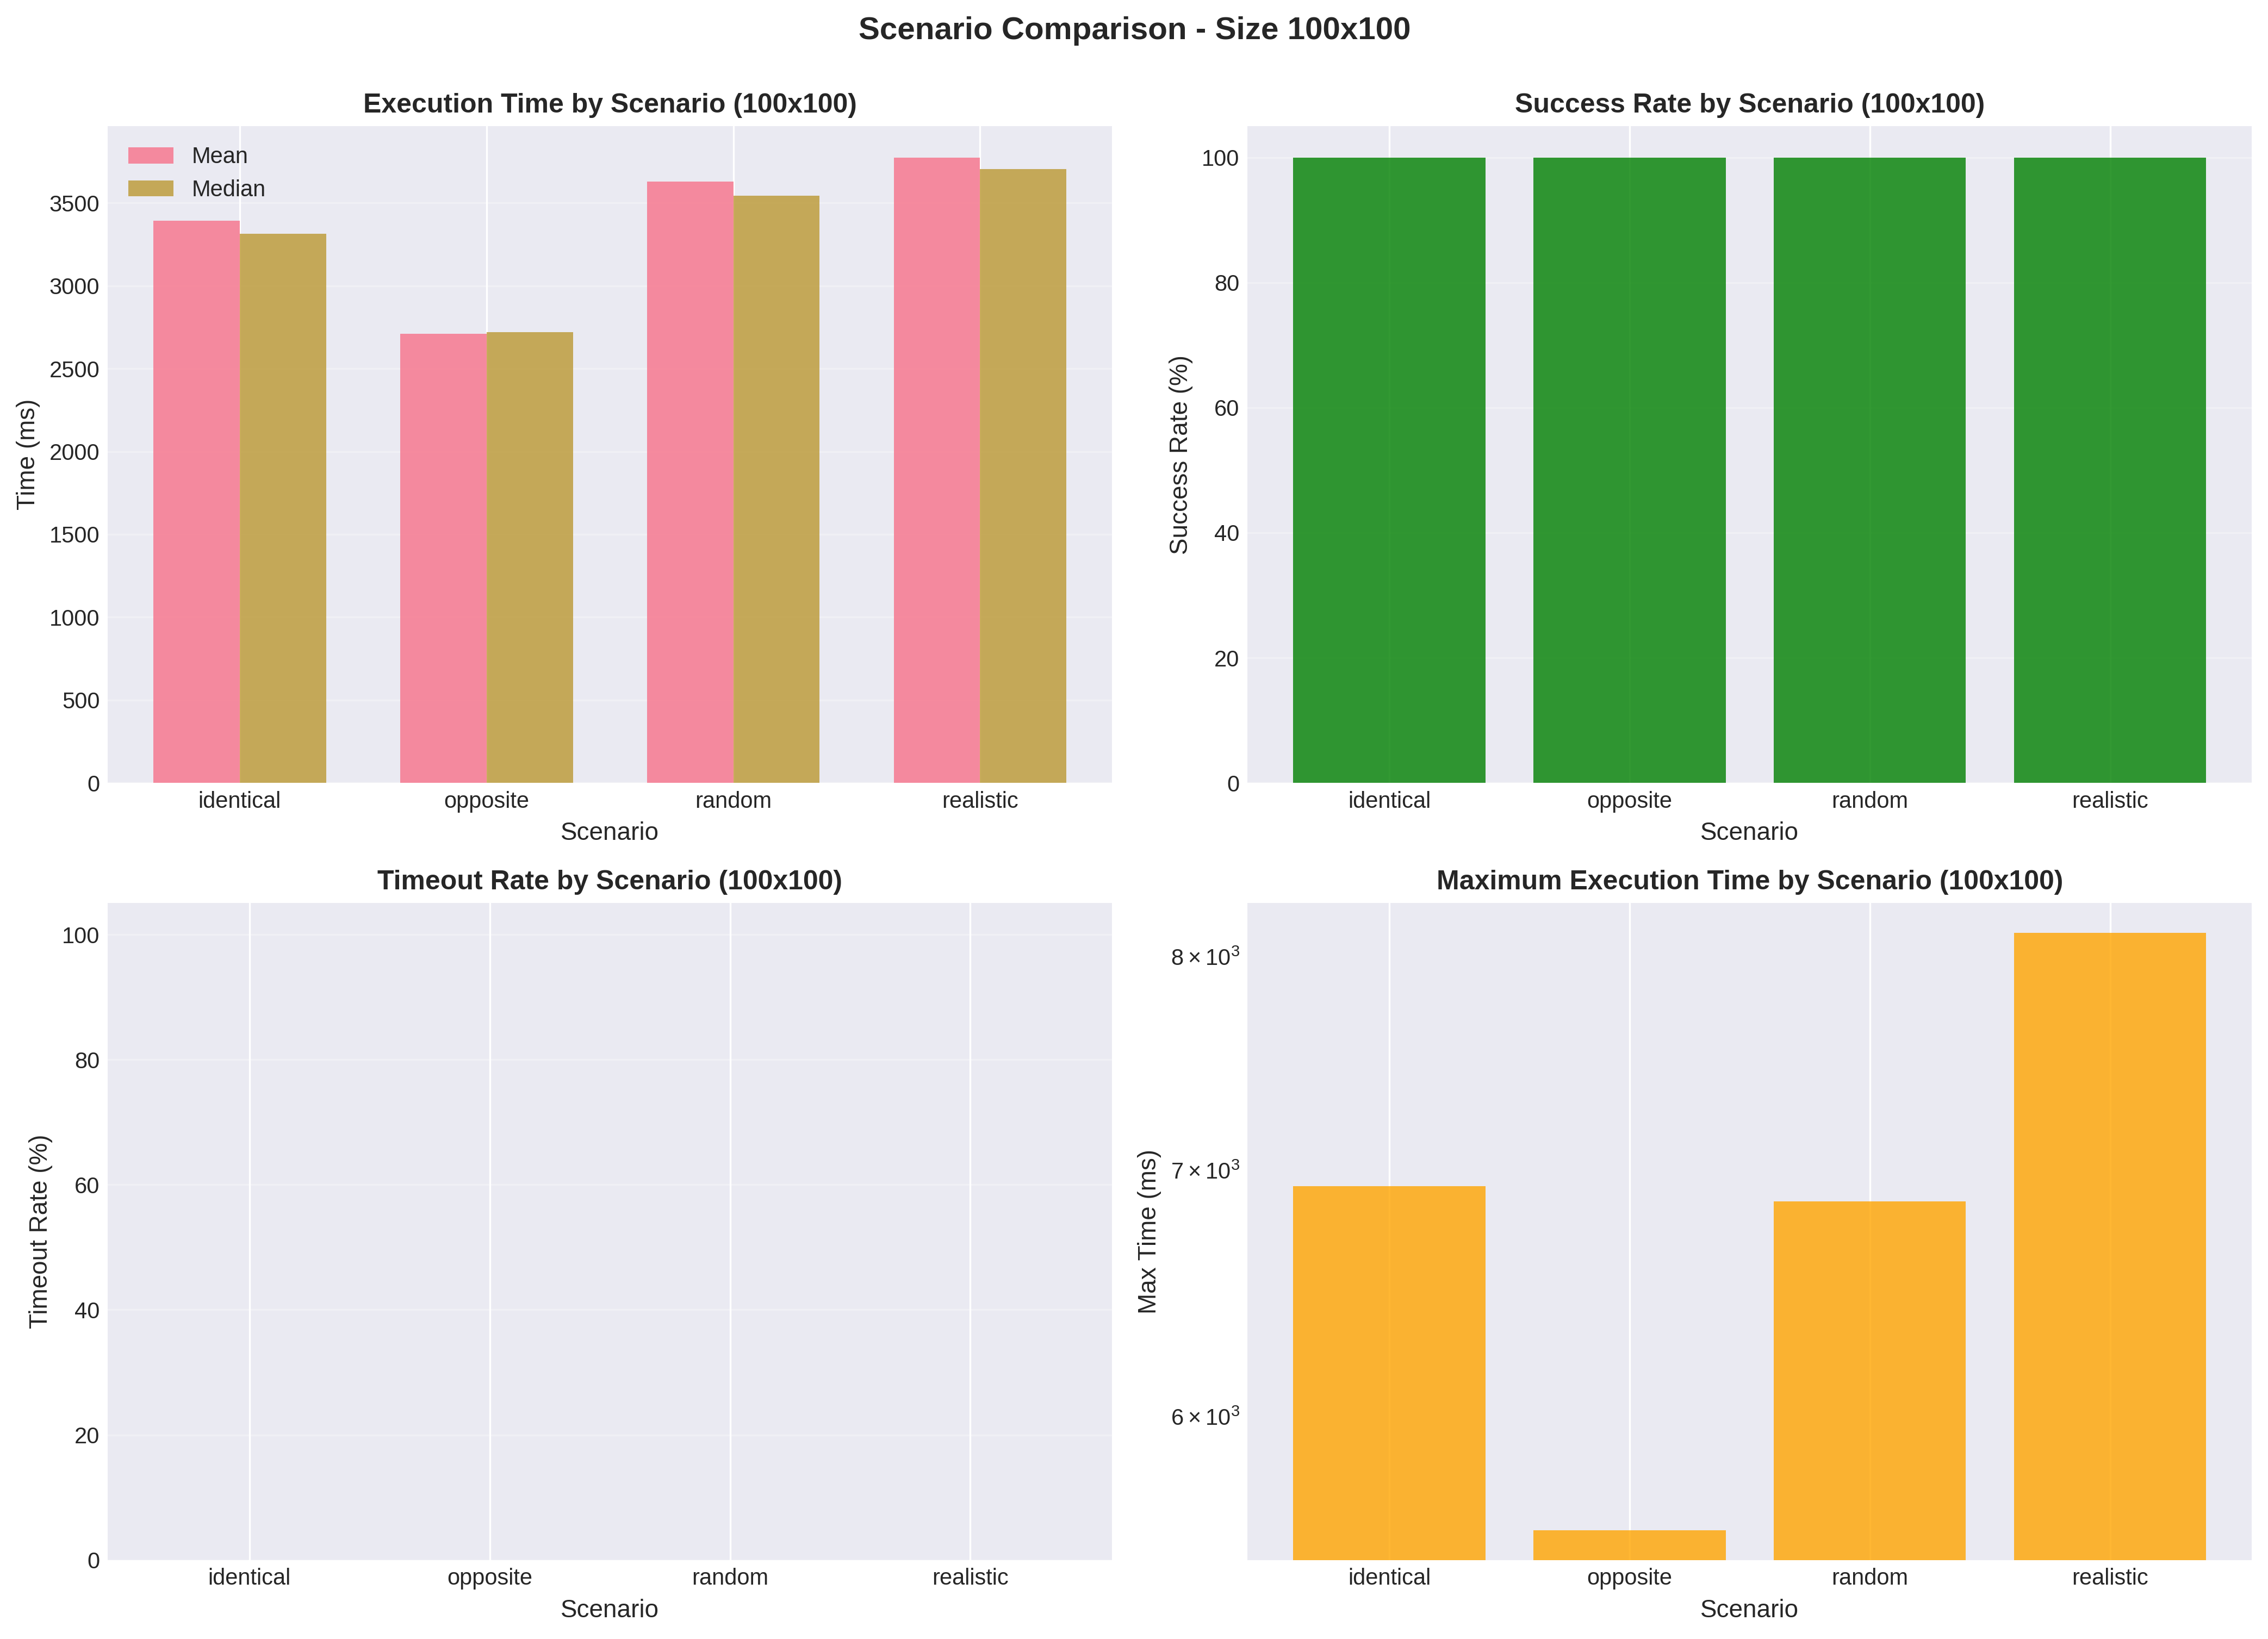 Scenario Comparison - Size 100x100
Execution Time by Scenario (100x100)
Mean
Median
Time (ms)
3500
3000
2500
2000
1500
1000
500
0
identical opposite random realistic
Scenario
Success Rate by Scenario (100x100)
Success Rate (%)
100
80
60
40
20
0
identical opposite random realistic
Scenario
Timeout Rate by Scenario (100x100)
Timeout Rate (%)
100
80
60
40
20
0
identical opposite random realistic
Scenario
Maximum Execution Time by Scenario (100x100)
Max Time (ms)
8 × 10³
7 × 10³
6 × 10³
identical opposite random realistic
Scenario